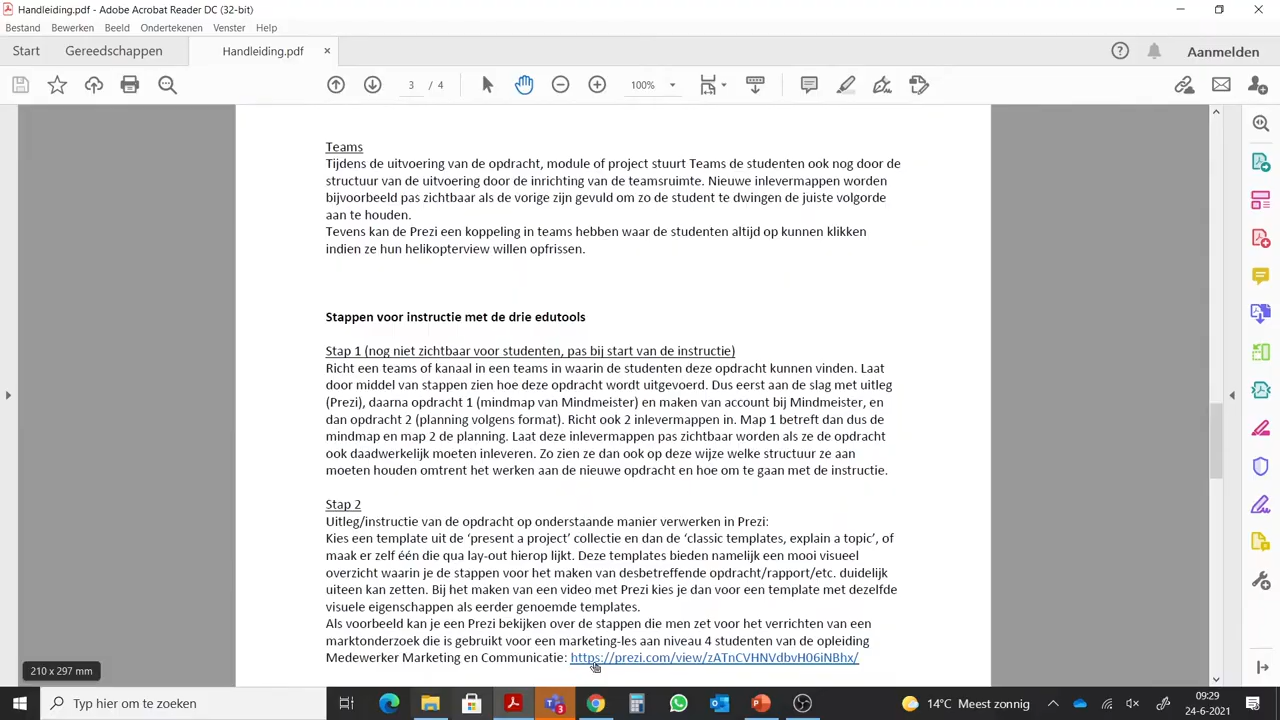 Handleiding.pdf - Adobe Acrobat Reader DC (32-bit)
Bestand Bewerken Beeld Ondertekenen Venster Help
Start Gereedschappen Handleiding.pdf × Aanmelden
3 / 4 100%
Teams
Tijdens de uitvoering van de opdracht, module of project stuurt Teams de studenten ook nog door de
structuur van de uitvoering door de inrichting van de teamsruimte. Nieuwe inlevermappen worden
bijvoorbeeld pas zichtbaar als de vorige zijn gevuld om zo de student te dwingen de juiste volgorde
aan te houden.
Tevens kan de Prezi een koppeling in teams hebben waar de studenten altijd op kunnen klikken
indien ze hun helikopterview willen opfrissen.
Stappen voor instructie met de drie edutools
Stap 1 (nog niet zichtbaar voor studenten, pas bij start van de instructie)
Richt een teams of kanaal in een teams in waarin de studenten deze opdracht kunnen vinden. Laat
door middel van stappen zien hoe deze opdracht wordt uitgevoerd. Dus eerst aan de slag met uitleg
(Prezi), daarna opdracht 1 (mindmap van Mindmeister) en maken van account bij Mindmeister, en
dan opdracht 2 (planning volgens format). Richt ook 2 inlevermappen in. Map 1 betreft dan dus de
mindmap en map 2 de planning. Laat deze inlevermappen pas zichtbaar worden als ze de opdracht
ook daadwerkelijk moeten inleveren. Zo zien ze dan ook op deze wijze welke structuur ze aan
moeten houden omtrent het werken aan de nieuwe opdracht en hoe om te gaan met de instructie.
Stap 2
Uitleg/instructie van de opdracht op onderstaande manier verwerken in Prezi:
Kies een template uit de ‘present a project’ collectie en dan de ‘classic templates, explain a topic’, of
maak er zelf één die qua lay-out hierop lijkt. Deze templates bieden namelijk een mooi visueel
overzicht waarin je de stappen voor het maken van desbetreffende opdracht/rapport/etc. duidelijk
uiteen kan zetten. Bij het maken van een video met Prezi kies je dan voor een template met dezelfde
visuele eigenschappen als eerder genoemde templates.
Als voorbeeld kan je een Prezi bekijken over de stappen die men zet voor het verrichten van een
marktonderzoek die is gebruikt voor een marketing-les aan niveau 4 studenten van de opleiding
Medewerker Marketing en Communicatie: https://prezi.com/view/zATnCVHNVdbvH06iNBhx/
210 x 297 mm
Typ hier om te zoeken
14°C Meest zonnig
09:29
24-6-2021